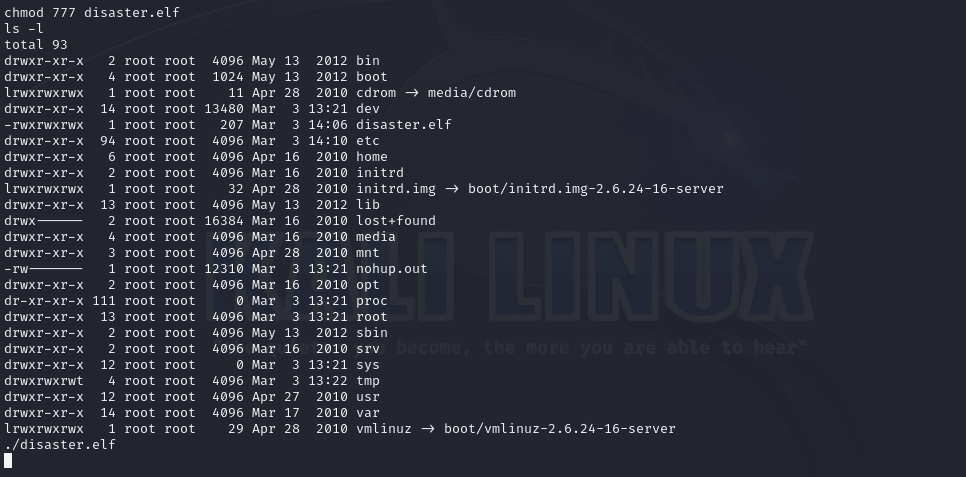 chmod 777 disaster.elf
ls -l
total 93
drwxr-xr-x   2 root root  4096 May 13  2012 bin
drwxr-xr-x   4 root root  1024 May 13  2012 boot
lrwxrwxrwx   1 root root    11 Apr 28  2010 cdrom -> media/cdrom
drwxr-xr-x  14 root root 13480 Mar  3 13:21 dev
-rwxrwxrwx   1 root root   207 Mar  3 14:06 disaster.elf
drwxr-xr-x  94 root root  4096 Mar  3 14:10 etc
drwxr-xr-x   6 root root  4096 Apr 16  2010 home
drwxr-xr-x   2 root root  4096 Mar 16  2010 initrd
lrwxrwxrwx   1 root root    32 Apr 28  2010 initrd.img -> boot/initrd.img-2.6.24-16-server
drwxr-xr-x  13 root root  4096 May 13  2012 lib
drwx------   2 root root 16384 Mar 16  2010 lost+found
drwxr-xr-x   4 root root  4096 Mar 16  2010 media
drwxr-xr-x   3 root root  4096 Apr 28  2010 mnt
-rw-------   1 root root 12310 Mar  3 13:21 nohup.out
drwxr-xr-x   2 root root  4096 Mar 16  2010 opt
dr-xr-xr-x 111 root root     0 Mar  3 13:21 proc
drwxr-xr-x  13 root root  4096 Mar  3 13:21 root
drwxr-xr-x   2 root root  4096 May 13  2012 sbin
drwxr-xr-x   2 root root  4096 Mar 16  2010 srv
drwxr-xr-x  12 root root     0 Mar  3 13:21 sys
drwxrwxrwt   4 root root  4096 Mar  3 13:22 tmp
drwxr-xr-x  12 root root  4096 Apr 27  2010 usr
drwxr-xr-x  14 root root  4096 Mar 17  2010 var
lrwxrwxrwx   1 root root    29 Apr 28  2010 vmlinuz -> boot/vmlinuz-2.6.24-16-server
./disaster.elf
LINUX
become, the more you are able to hear"